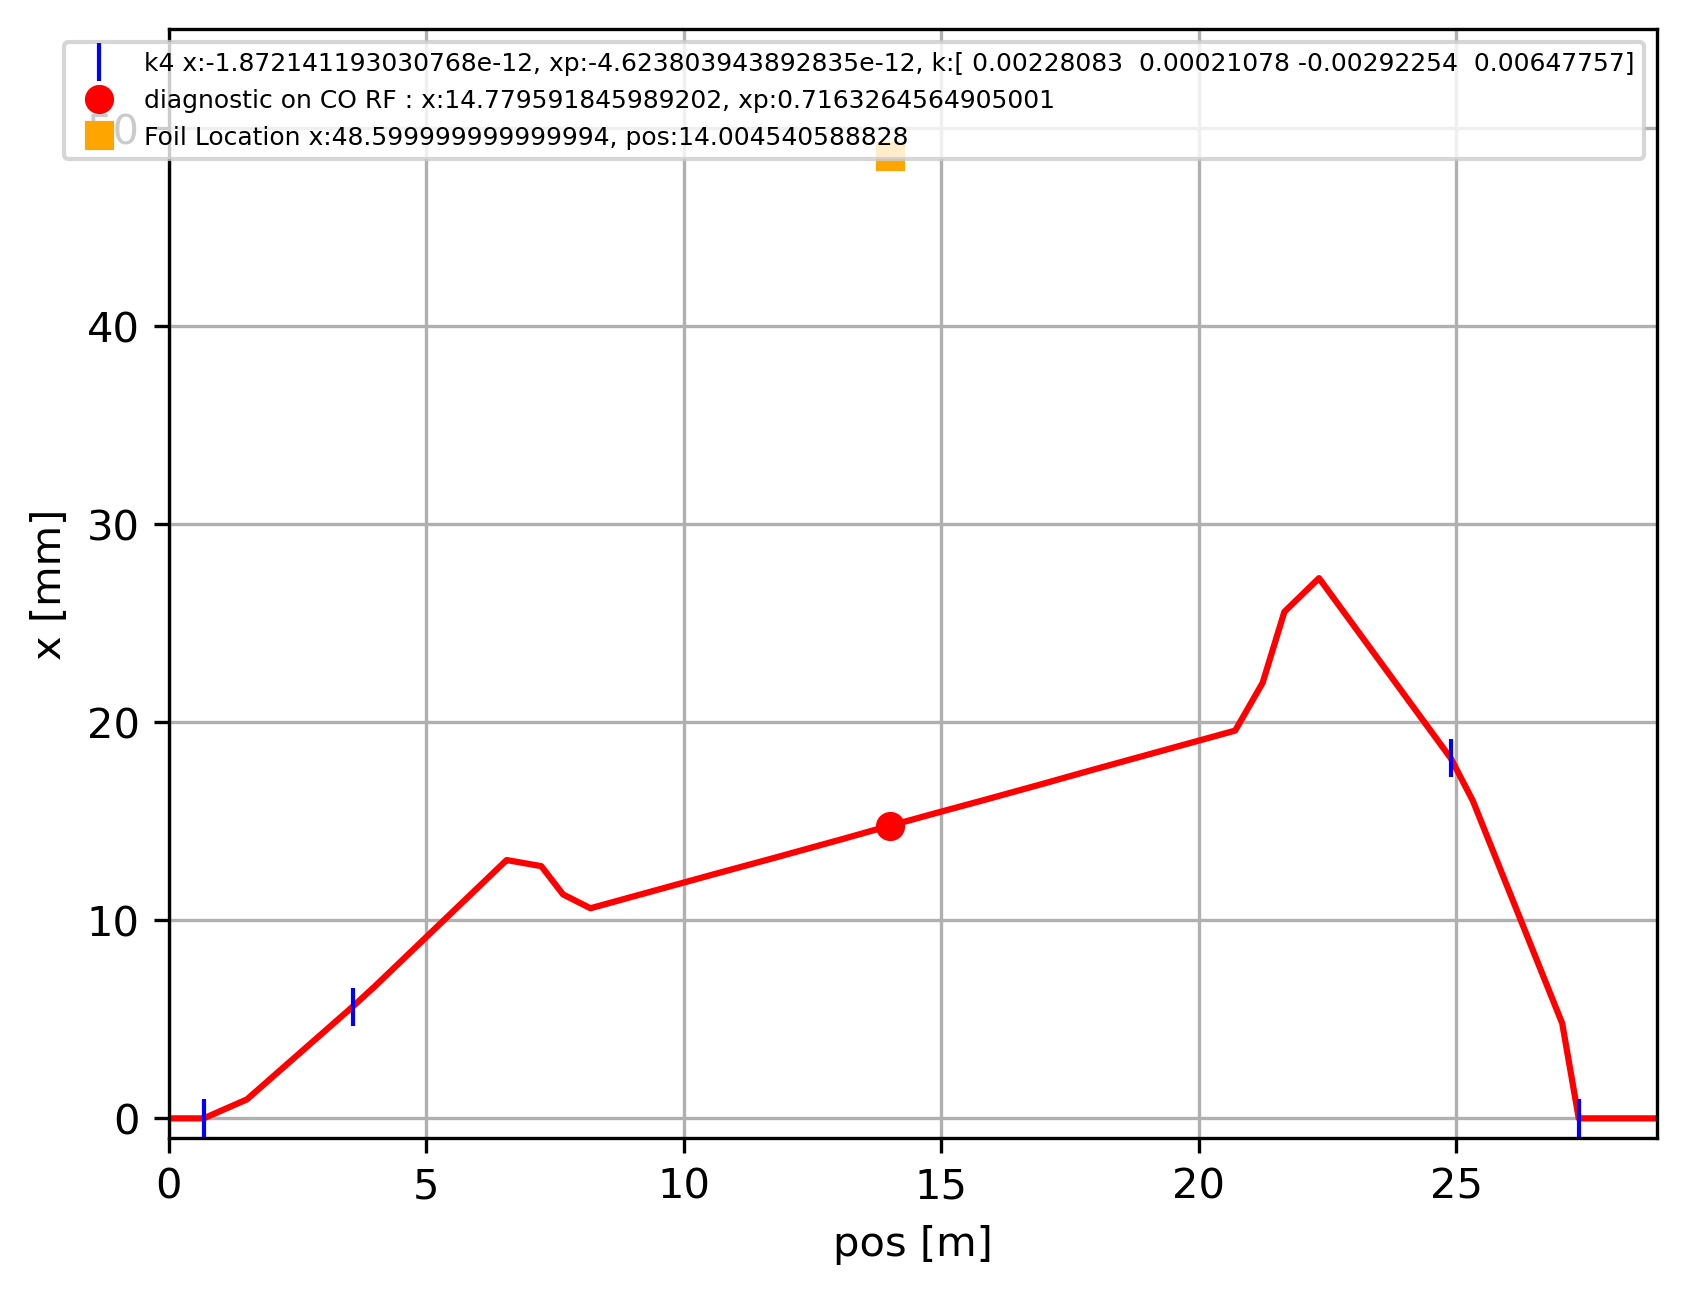 k4 x:-1.872141193030768e-12, xp:-4.623803943892835e-12, k:[ 0.00228083  0.00021078 -0.00292254  0.00647757]
diagnostic on CO RF : x:14.779591845989202, xp:0.7163264564905001
Foil Location x:48.599999999999994, pos:14.004540588828
50
40
30
20
10
0
x [mm]
0 5 10 15 20 25
pos [m]